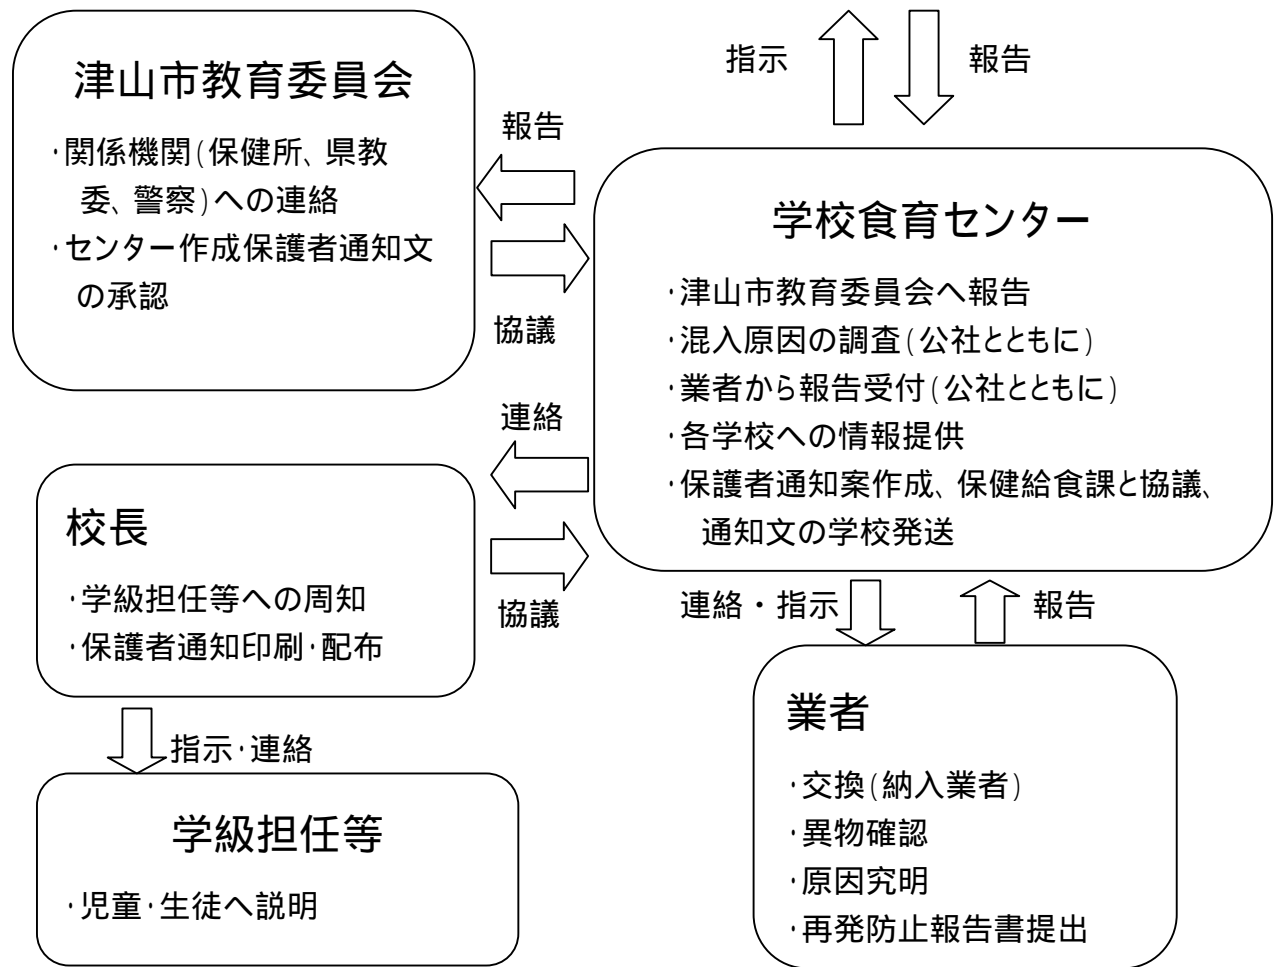 指示
報告
津山市教育委員会
・関係機関(保健所、県教
委、警察)への連絡
・センター作成保護者通知文
の承認
報告
協議
学校食育センター
・津山市教育委員会へ報告
・混入原因の調査(公社とともに)
・業者から報告受付(公社とともに)
・各学校への情報提供
・保護者通知案作成、保健給食課と協議、
通知文の学校発送
連絡
協議
校長
・学級担任等への周知
・保護者通知印刷・配布
連絡・指示
報告
指示・連絡
学級担任等
・児童・生徒へ説明
業者
・交換(納入業者)
・異物確認
・原因究明
・再発防止報告書提出